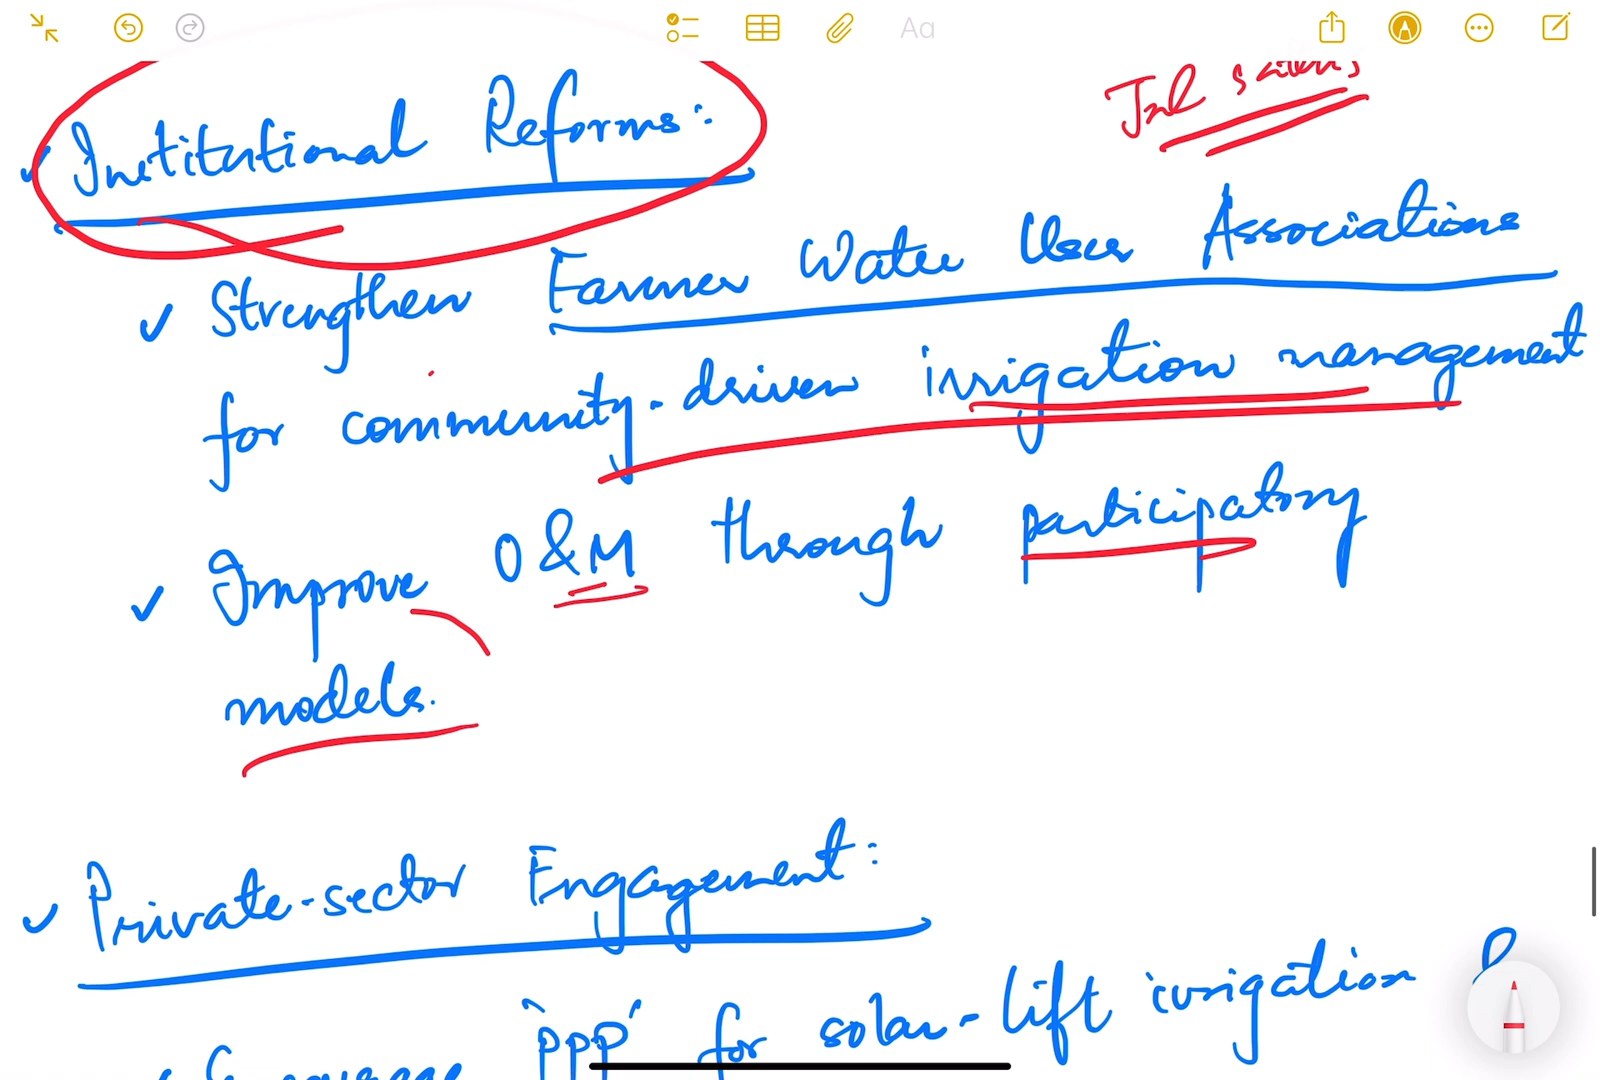 Aa
Institutional Reforms:
✓ Strengthen Farmer Water User Associations
for community-driven irrigation management
✓ Improve O&M through participatory
models.
✓ Private-sector Engagement:
'PPP' for solar-lift irrigation